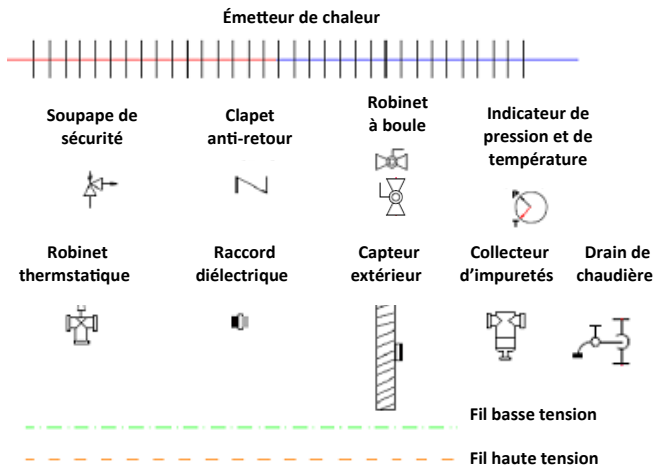 Émetteur de chaleur
Soupape de
sécurité
Clapet
anti-retour
Robinet
à boule
Indicateur de
pression et de
température
P
T
Robinet
thermstatique
Raccord
diélectrique
Capteur
extérieur
Collecteur
d'impuretés
Drain de
chaudière
Fil basse tension
Fil haute tension